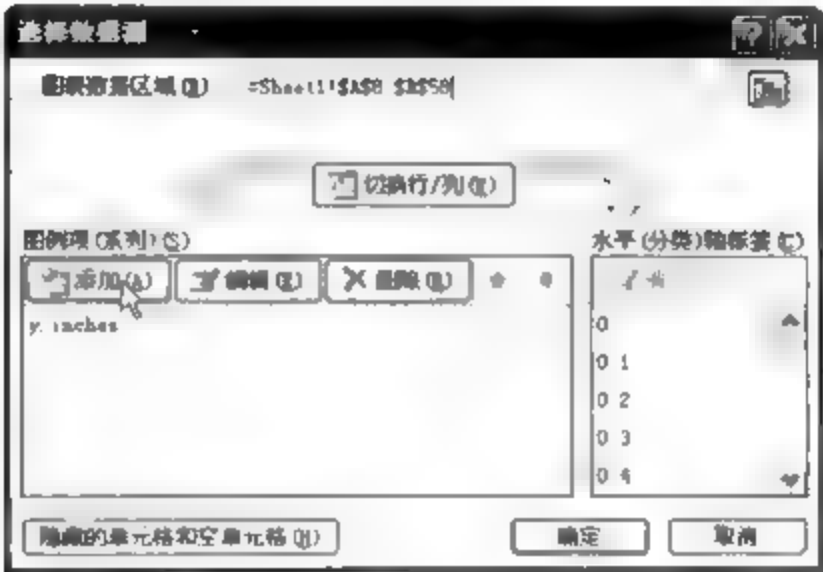 选择数据源
图表数据区域(D) =Sheet1!$A$8
切换行/列(W)
图例项(系列)(S) 水平(分类)轴标签(C)
添加(A) 编辑(E) 删除(R)
y, inches
0
0.1
0.2
0.3
0.4
隐藏的单元格和空单元格(H) 确定 取消